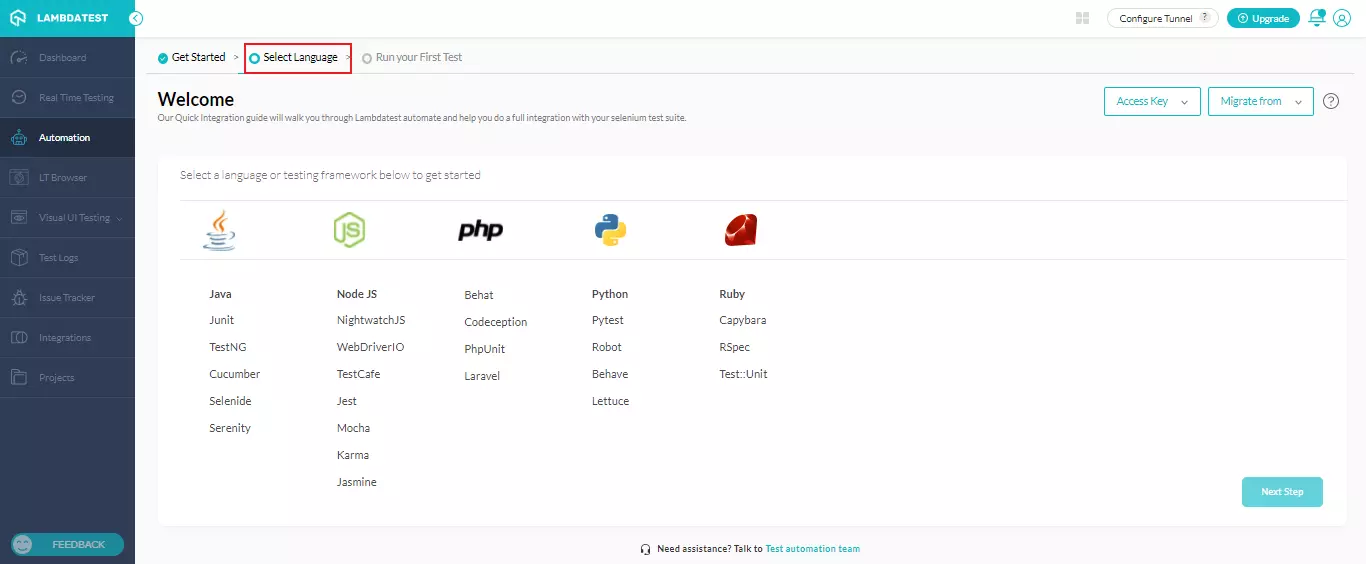 LAMBDATEST
Configure Tunnel ?
Upgrade
Dashboard
Real Time Testing
Automation
LT Browser
Visual UI Testing
Test Logs
Issue Tracker
Integrations
Projects
FEEDBACK
Get Started > Select Language > Run your First Test
Welcome
Our Quick Integration guide will walk you through Lambdatest automate and help you do a full integration with your selenium test suite.
Access Key
Migrate from
?
Select a language or testing framework below to get started
JS
php
Java
Junit
TestNG
Cucumber
Selenide
Serenity
Node JS
NightwatchJS
WebDriverIO
TestCafe
Jest
Mocha
Karma
Jasmine
Behat
Codeception
PhpUnit
Laravel
Python
Pytest
Robot
Behave
Lettuce
Ruby
Capybara
RSpec
Test::Unit
Next Step
Need assistance? Talk to Test automation team